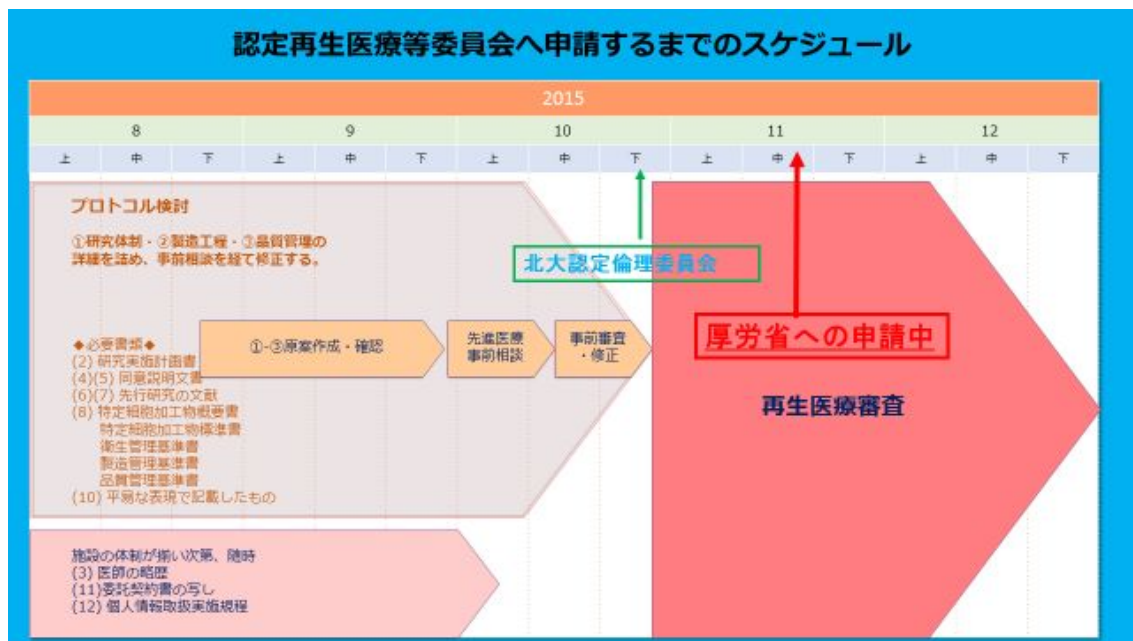 認定再生医療等委員会へ申請するまでのスケジュール
2015
8 9 10 11 12
上 中 下 上 中 下 上 中 下 上 中 下 上 中 下
プロトコル検討
①研究体制・②製造工程・③品質管理の
詳細を詰め、事前相談を経て修正する。
北大認定倫理委員会
①-③原案作成・確認
先進医療
事前相談
事前審査
・修正
厚労省への申請中
再生医療審査
◆必要書類◆
(2) 研究実施計画書
(4)(5) 同意説明文書
(6)(7) 先行研究の文献
(8) 特定細胞加工物概要書
特定細胞加工物標準書
衛生管理基準書
製造管理基準書
品質管理基準書
(10) 平易な表現で記載したもの
施設の体制が揃い次第、随時
(3) 医師の略歴
(11)委託契約書の写し
(12) 個人情報取扱実施規程